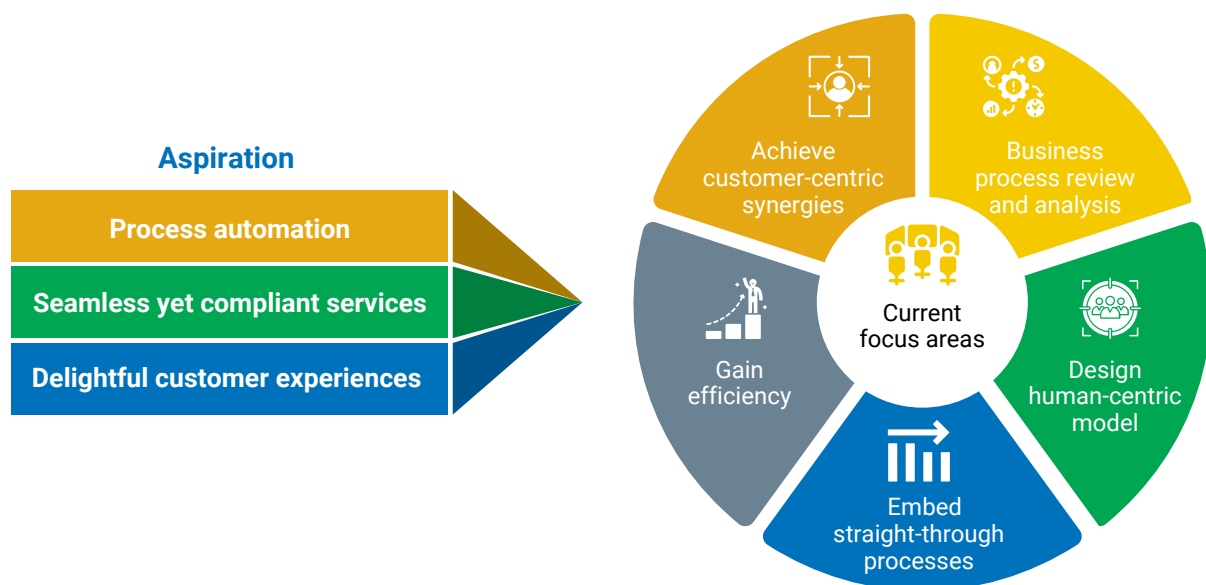 Aspiration
Process automation
Seamless yet compliant services
Delightful customer experiences
Achieve
customer-centric
synergies
Business
process review
and analysis
Gain
efficiency
Current
focus areas
Design
human-centric
model
Embed
straight-through
processes